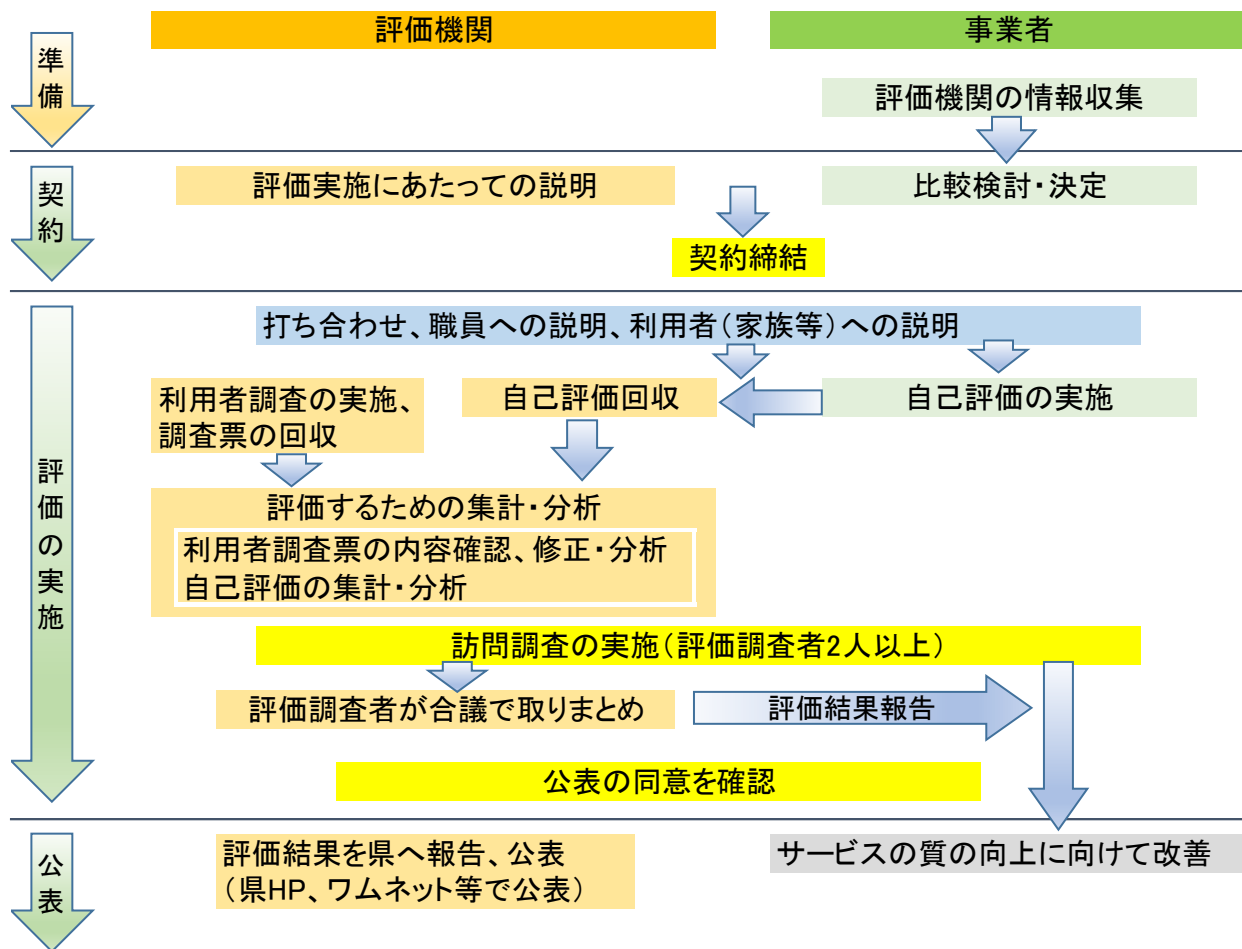 評価機関
事業者
準備
評価機関の情報収集
契約
評価実施にあたっての説明
比較検討・決定
契約締結
評価の実施
打ち合わせ、職員への説明、利用者（家族等）への説明
利用者調査の実施、
調査票の回収
自己評価回収
自己評価の実施
評価するための集計・分析
利用者調査票の内容確認、修正・分析
自己評価の集計・分析
訪問調査の実施（評価調査者2人以上）
評価調査者が合議で取りまとめ
評価結果報告
公表の同意を確認
公表
評価結果を県へ報告、公表
（県HP、ワムネット等で公表）
サービスの質の向上に向けて改善